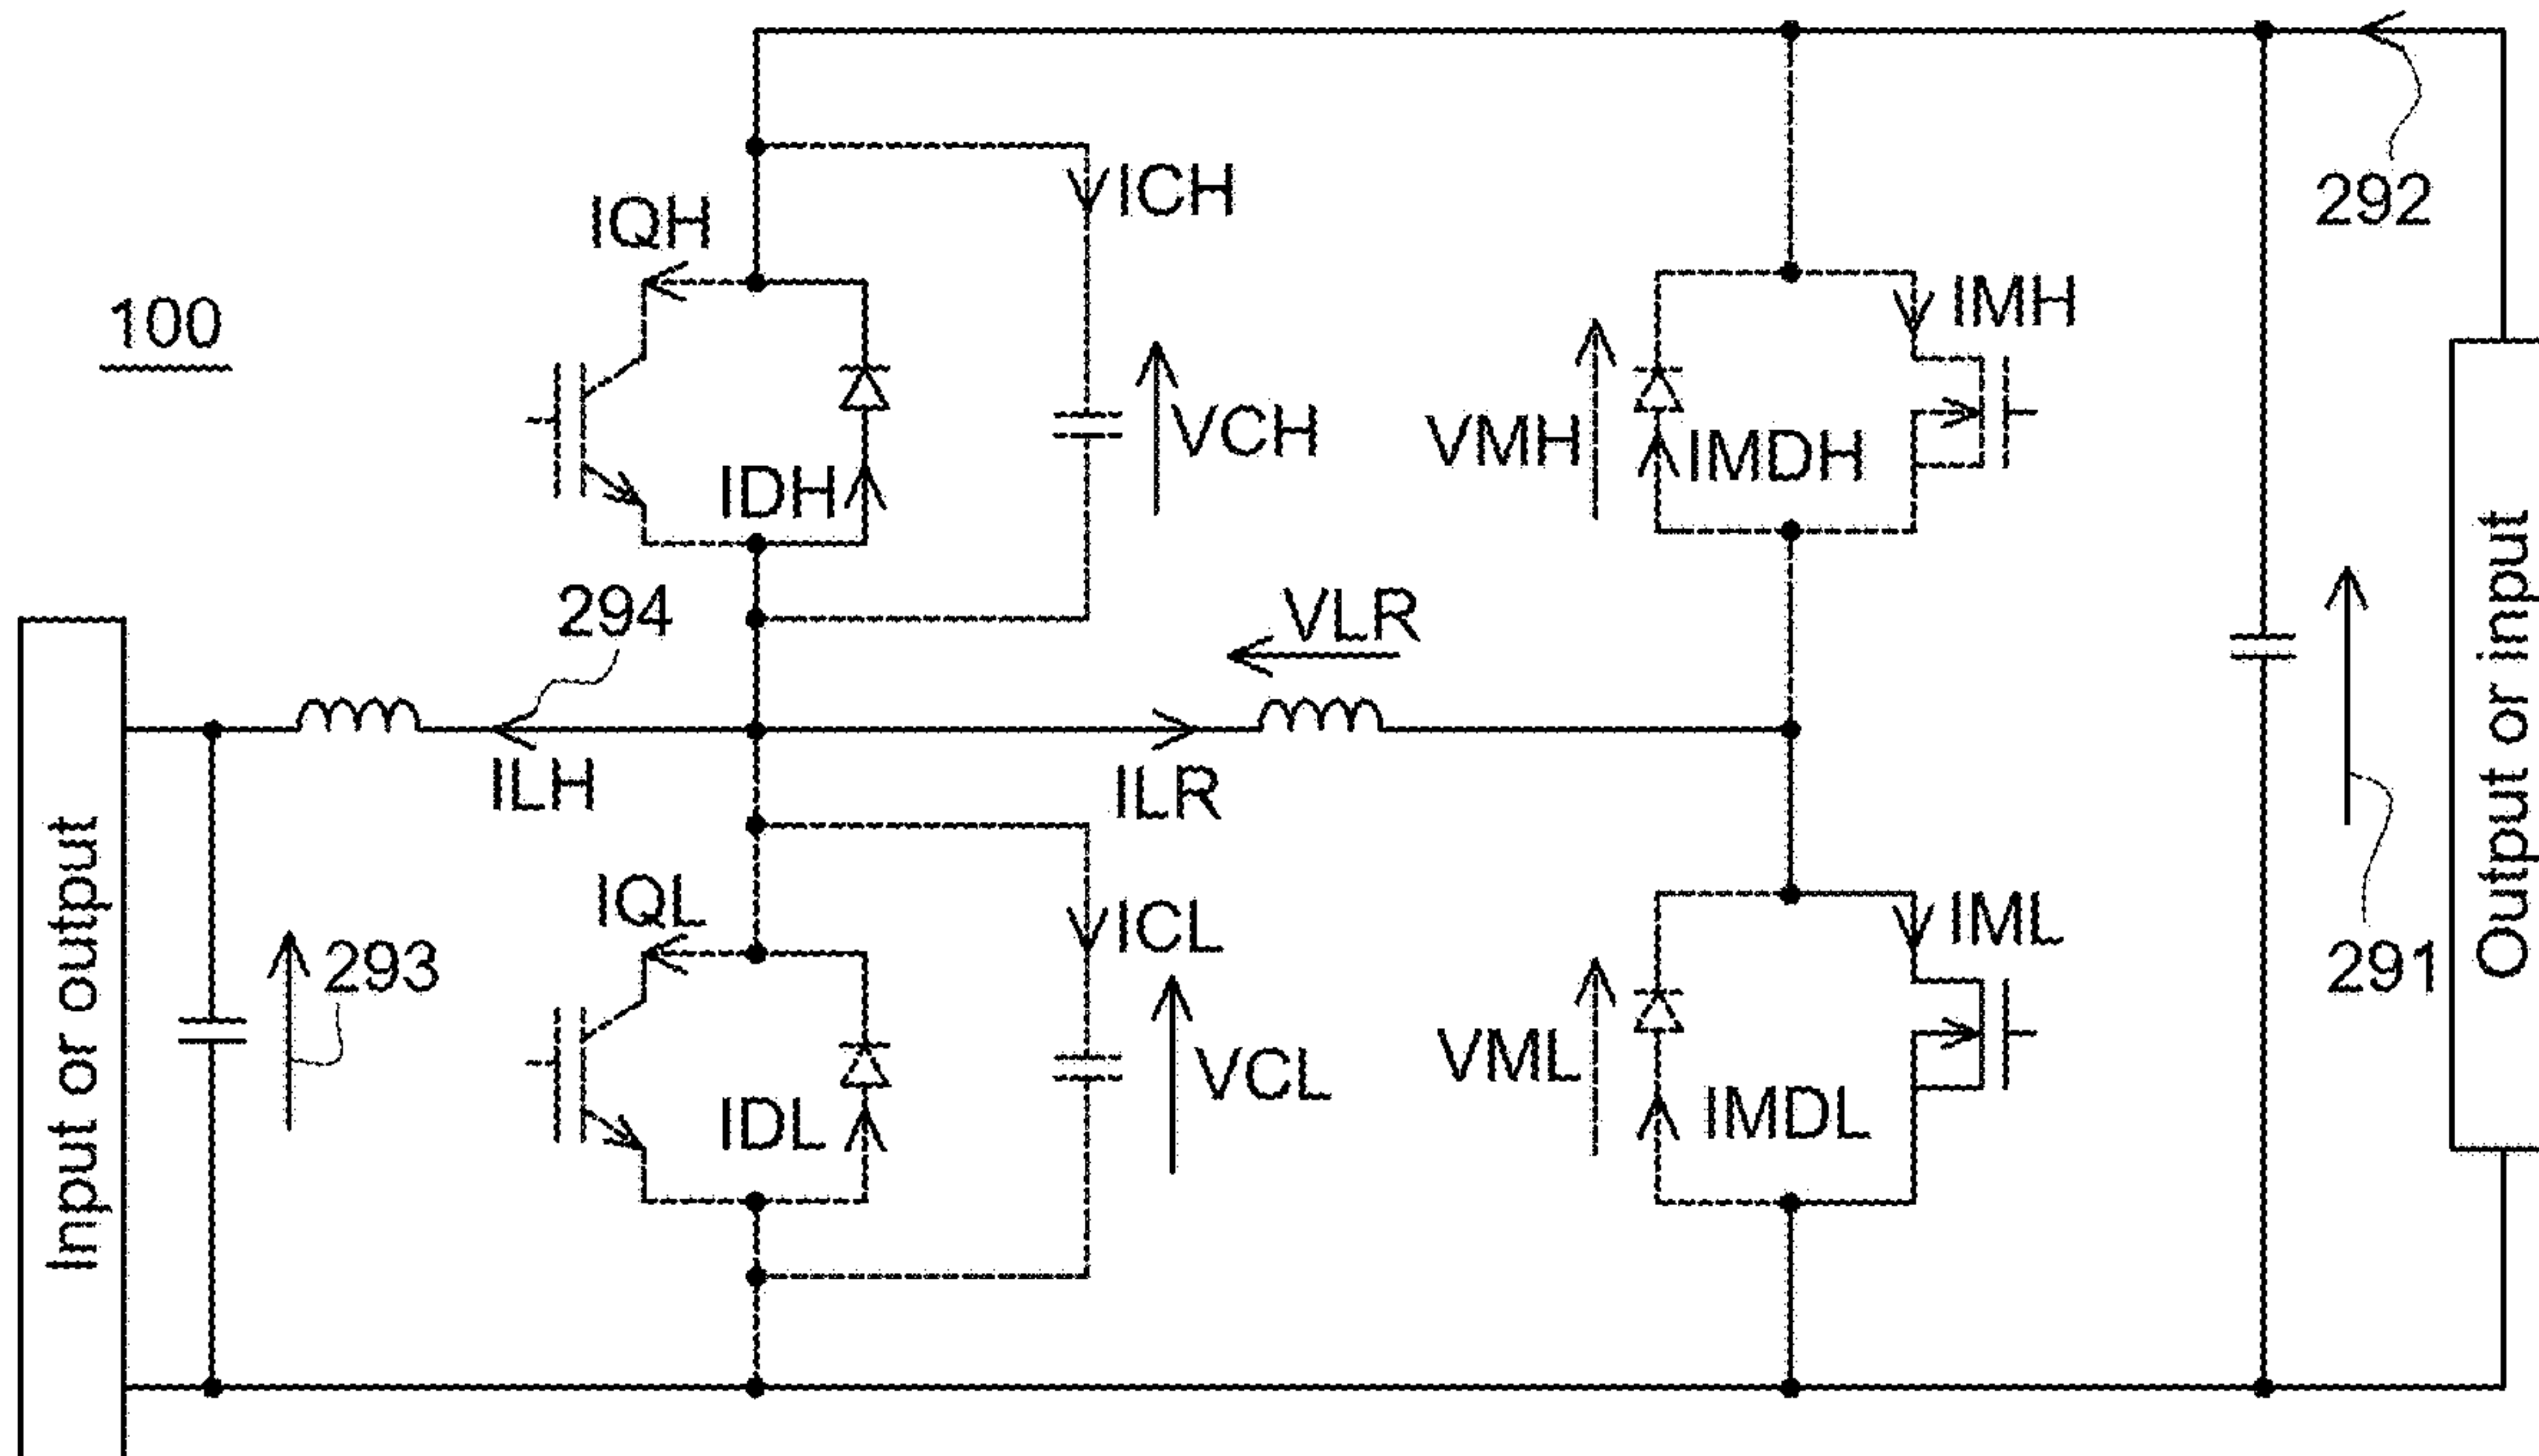 292
ICH
IQH
IMH
100
VCH
VMH
IMDH
IDH
294
VLR
Input or output
Output or input
ILH
ILR
IQL
ICL
IML
293
291
VCL
VML
IDL
IMDL